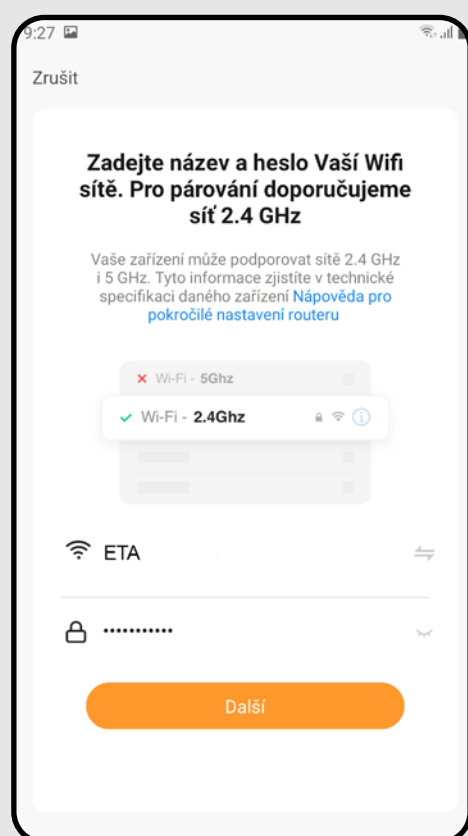 9:27
Zrušit
Zadejte název a heslo Vaší Wifi
sítě. Pro párování doporučujeme
síť 2.4 GHz
Vaše zařízení může podporovat sítě 2.4 GHz
i 5 GHz. Tyto informace zjistíte v technické
specifikaci daného zařízení Nápověda pro
pokročilé nastavení routeru
Wi-Fi - 5Ghz
Wi-Fi - 2.4Ghz
ETA
•••••••••••
Další